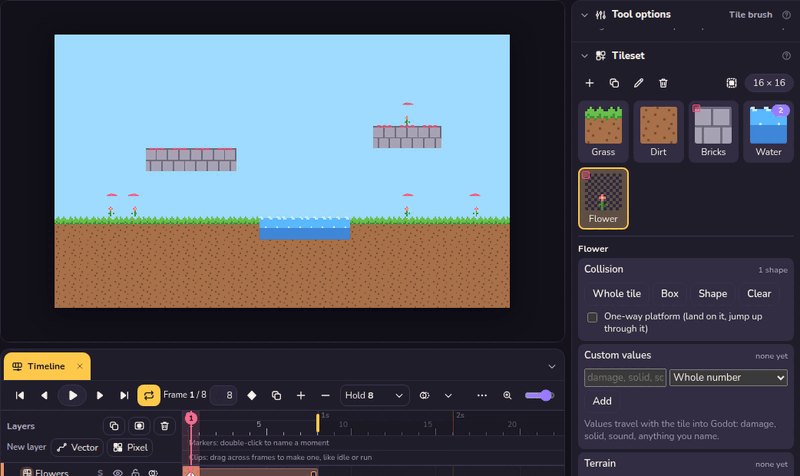 Tool options
Tile brush
Tileset
16 × 16
2
Grass
Dirt
Bricks
Water
Flower
Flower
Collision
1 shape
Whole tile
Box
Shape
Clear
One-way platform (land on it, jump up
through it)
Custom values
none yet
damage, solid, sc
Whole number
Add
Values travel with the tile into Godot: damage,
solid, sound, anything you name.
Terrain
none yet
Timeline
Frame 1 / 8
8
Hold 8
Layers
New layer
Vector
Pixel
1
5
1s
10
15
2s
20
Markers: double-click to name a moment
Clips: drag across frames to make one, like idle or run
Flowers
S